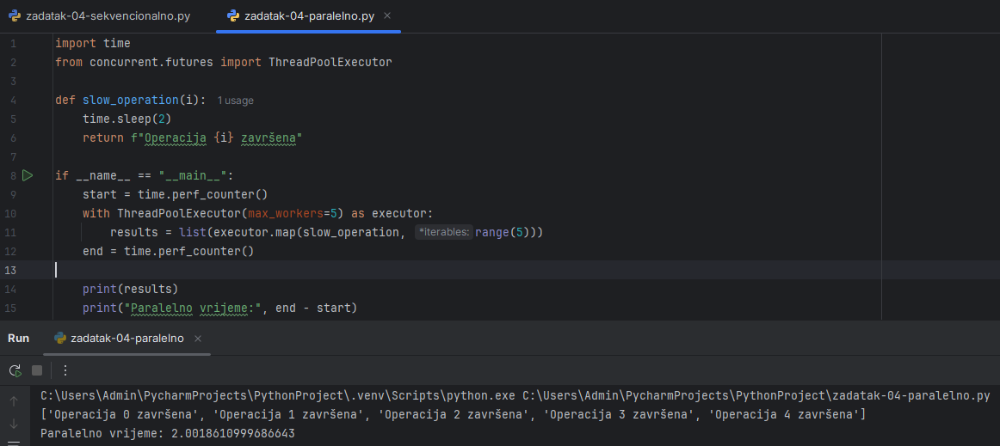 zadatak-04-sekvencionalno.py zadatak-04-paralelno.py ×
1 import time
2 from concurrent.futures import ThreadPoolExecutor
3
4 def slow_operation(i): 1 usage
5     time.sleep(2)
6     return f"Operacija {i} završena"
7
8 if __name__ == "__main__":
9     start = time.perf_counter()
10     with ThreadPoolExecutor(max_workers=5) as executor:
11         results = list(executor.map(slow_operation, *iterables: range(5)))
12     end = time.perf_counter()
13
14     print(results)
15     print("Paralelno vrijeme:", end - start)
Run zadatak-04-paralelno ×
C:\Users\Admin\PycharmProjects\PythonProject\.venv\Scripts\python.exe C:\Users\Admin\PycharmProjects\PythonProject\zadatak-04-paralelno.py
['Operacija 0 završena', 'Operacija 1 završena', 'Operacija 2 završena', 'Operacija 3 završena', 'Operacija 4 završena']
Paralelno vrijeme: 2.0018610999686643